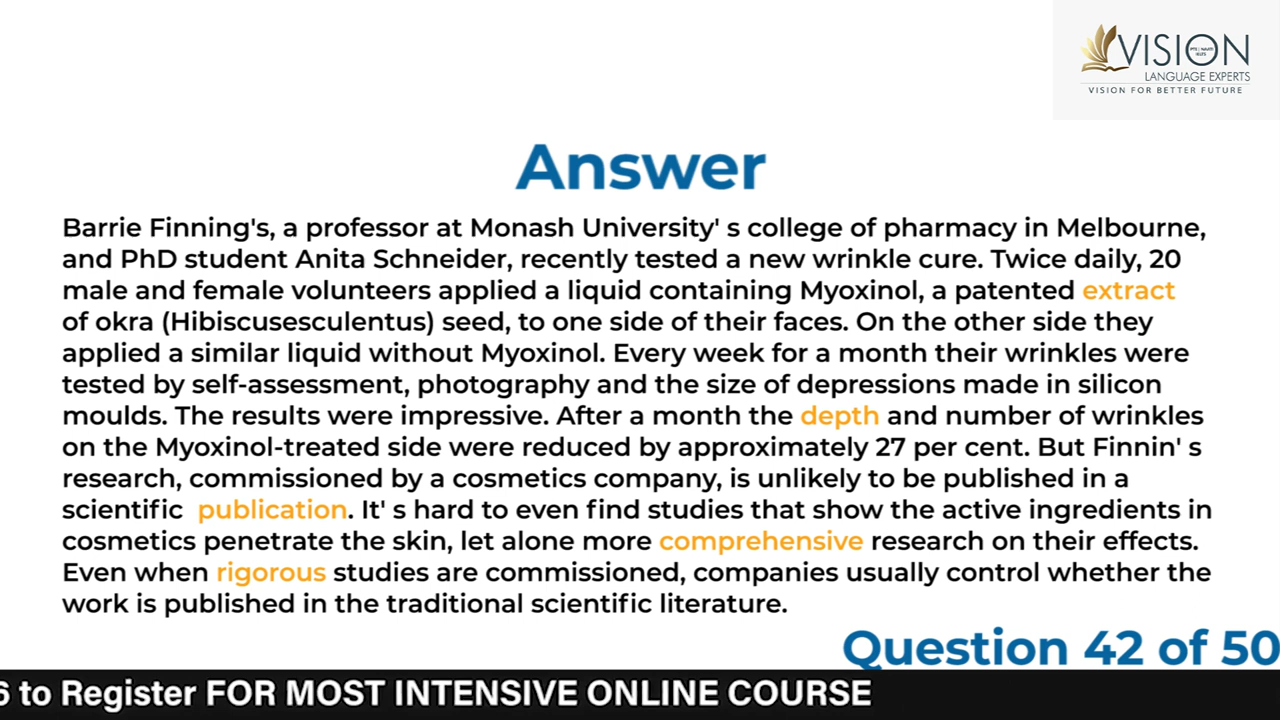 VISION
LANGUAGE EXPERTS
VISION FOR BETTER FUTURE
Answer
Barrie Finning's, a professor at Monash University' s college of pharmacy in Melbourne,
and PhD student Anita Schneider, recently tested a new wrinkle cure. Twice daily, 20
male and female volunteers applied a liquid containing Myoxinol, a patented extract
of okra (Hibiscusesculentus) seed, to one side of their faces. On the other side they
applied a similar liquid without Myoxinol. Every week for a month their wrinkles were
tested by self-assessment, photography and the size of depressions made in silicon
moulds. The results were impressive. After a month the depth and number of wrinkles
on the Myoxinol-treated side were reduced by approximately 27 per cent. But Finnin' s
research, commissioned by a cosmetics company, is unlikely to be published in a
scientific publication. It' s hard to even find studies that show the active ingredients in
cosmetics penetrate the skin, let alone more comprehensive research on their effects.
Even when rigorous studies are commissioned, companies usually control whether the
work is published in the traditional scientific literature.
Question 42 of 50
6 to Register FOR MOST INTENSIVE ONLINE COURSE